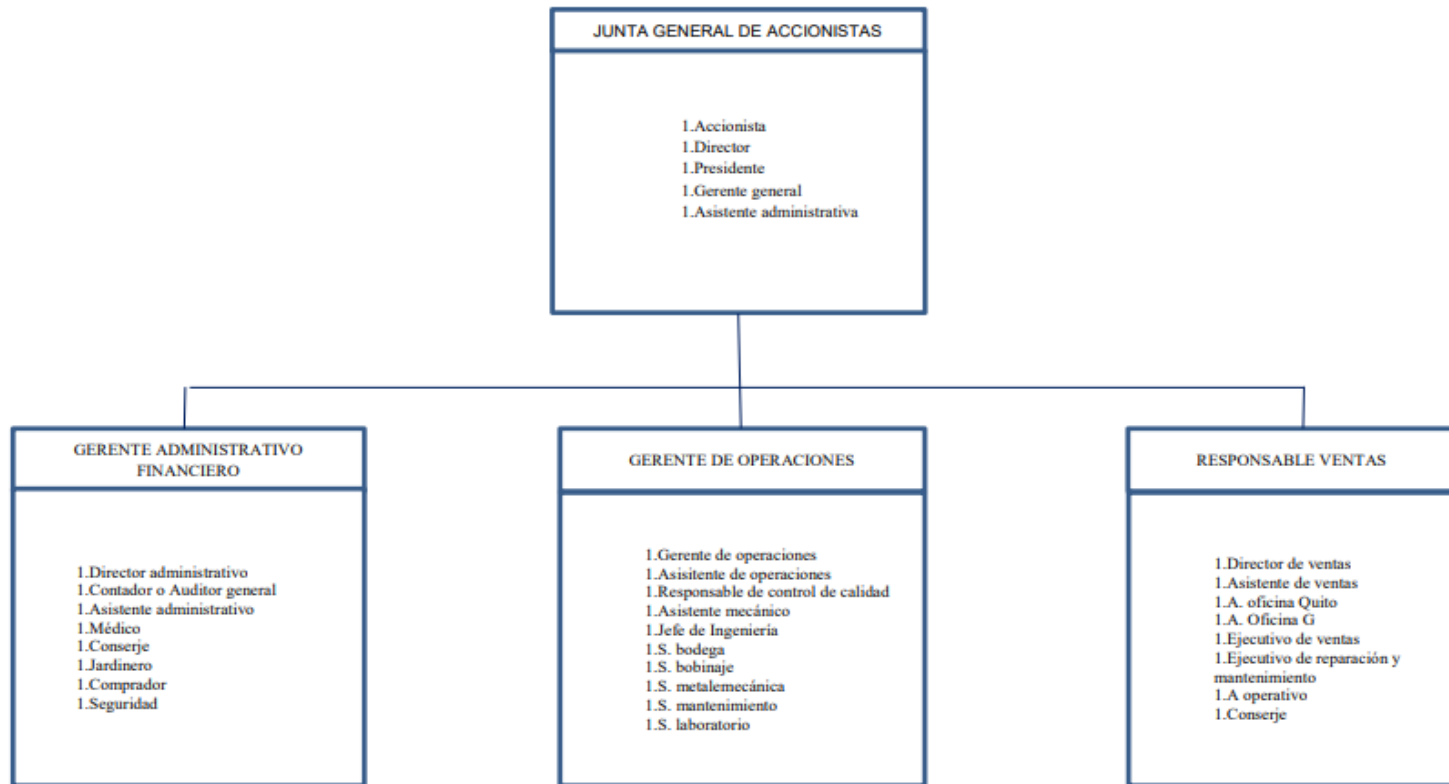 JUNTA GENERAL DE ACCIONISTAS
1.Accionista
1.Director
1.Presidente
1.Gerente general
1.Asistente administrativa
GERENTE ADMINISTRATIVO
FINANCIERO
1.Director administrativo
1.Contador o Auditor general
1.Asistente administrativo
1.Médico
1.Conserje
1.Jardinero
1.Comprador
1.Seguridad
GERENTE DE OPERACIONES
1.Gerente de operaciones
1.Asisitente de operaciones
1.Responsable de control de calidad
1.Asistente mecánico
1.Jefe de Ingeniería
1.S. bodega
1.S. bobinaje
1.S. metalemecánica
1.S. mantenimiento
1.S. laboratorio
RESPONSABLE VENTAS
1.Director de ventas
1.Asistente de ventas
1.A. oficina Quito
1.A. Oficina G
1.Ejecutivo de ventas
1.Ejecutivo de reparación y
mantenimiento
1.A operativo
1.Conserje